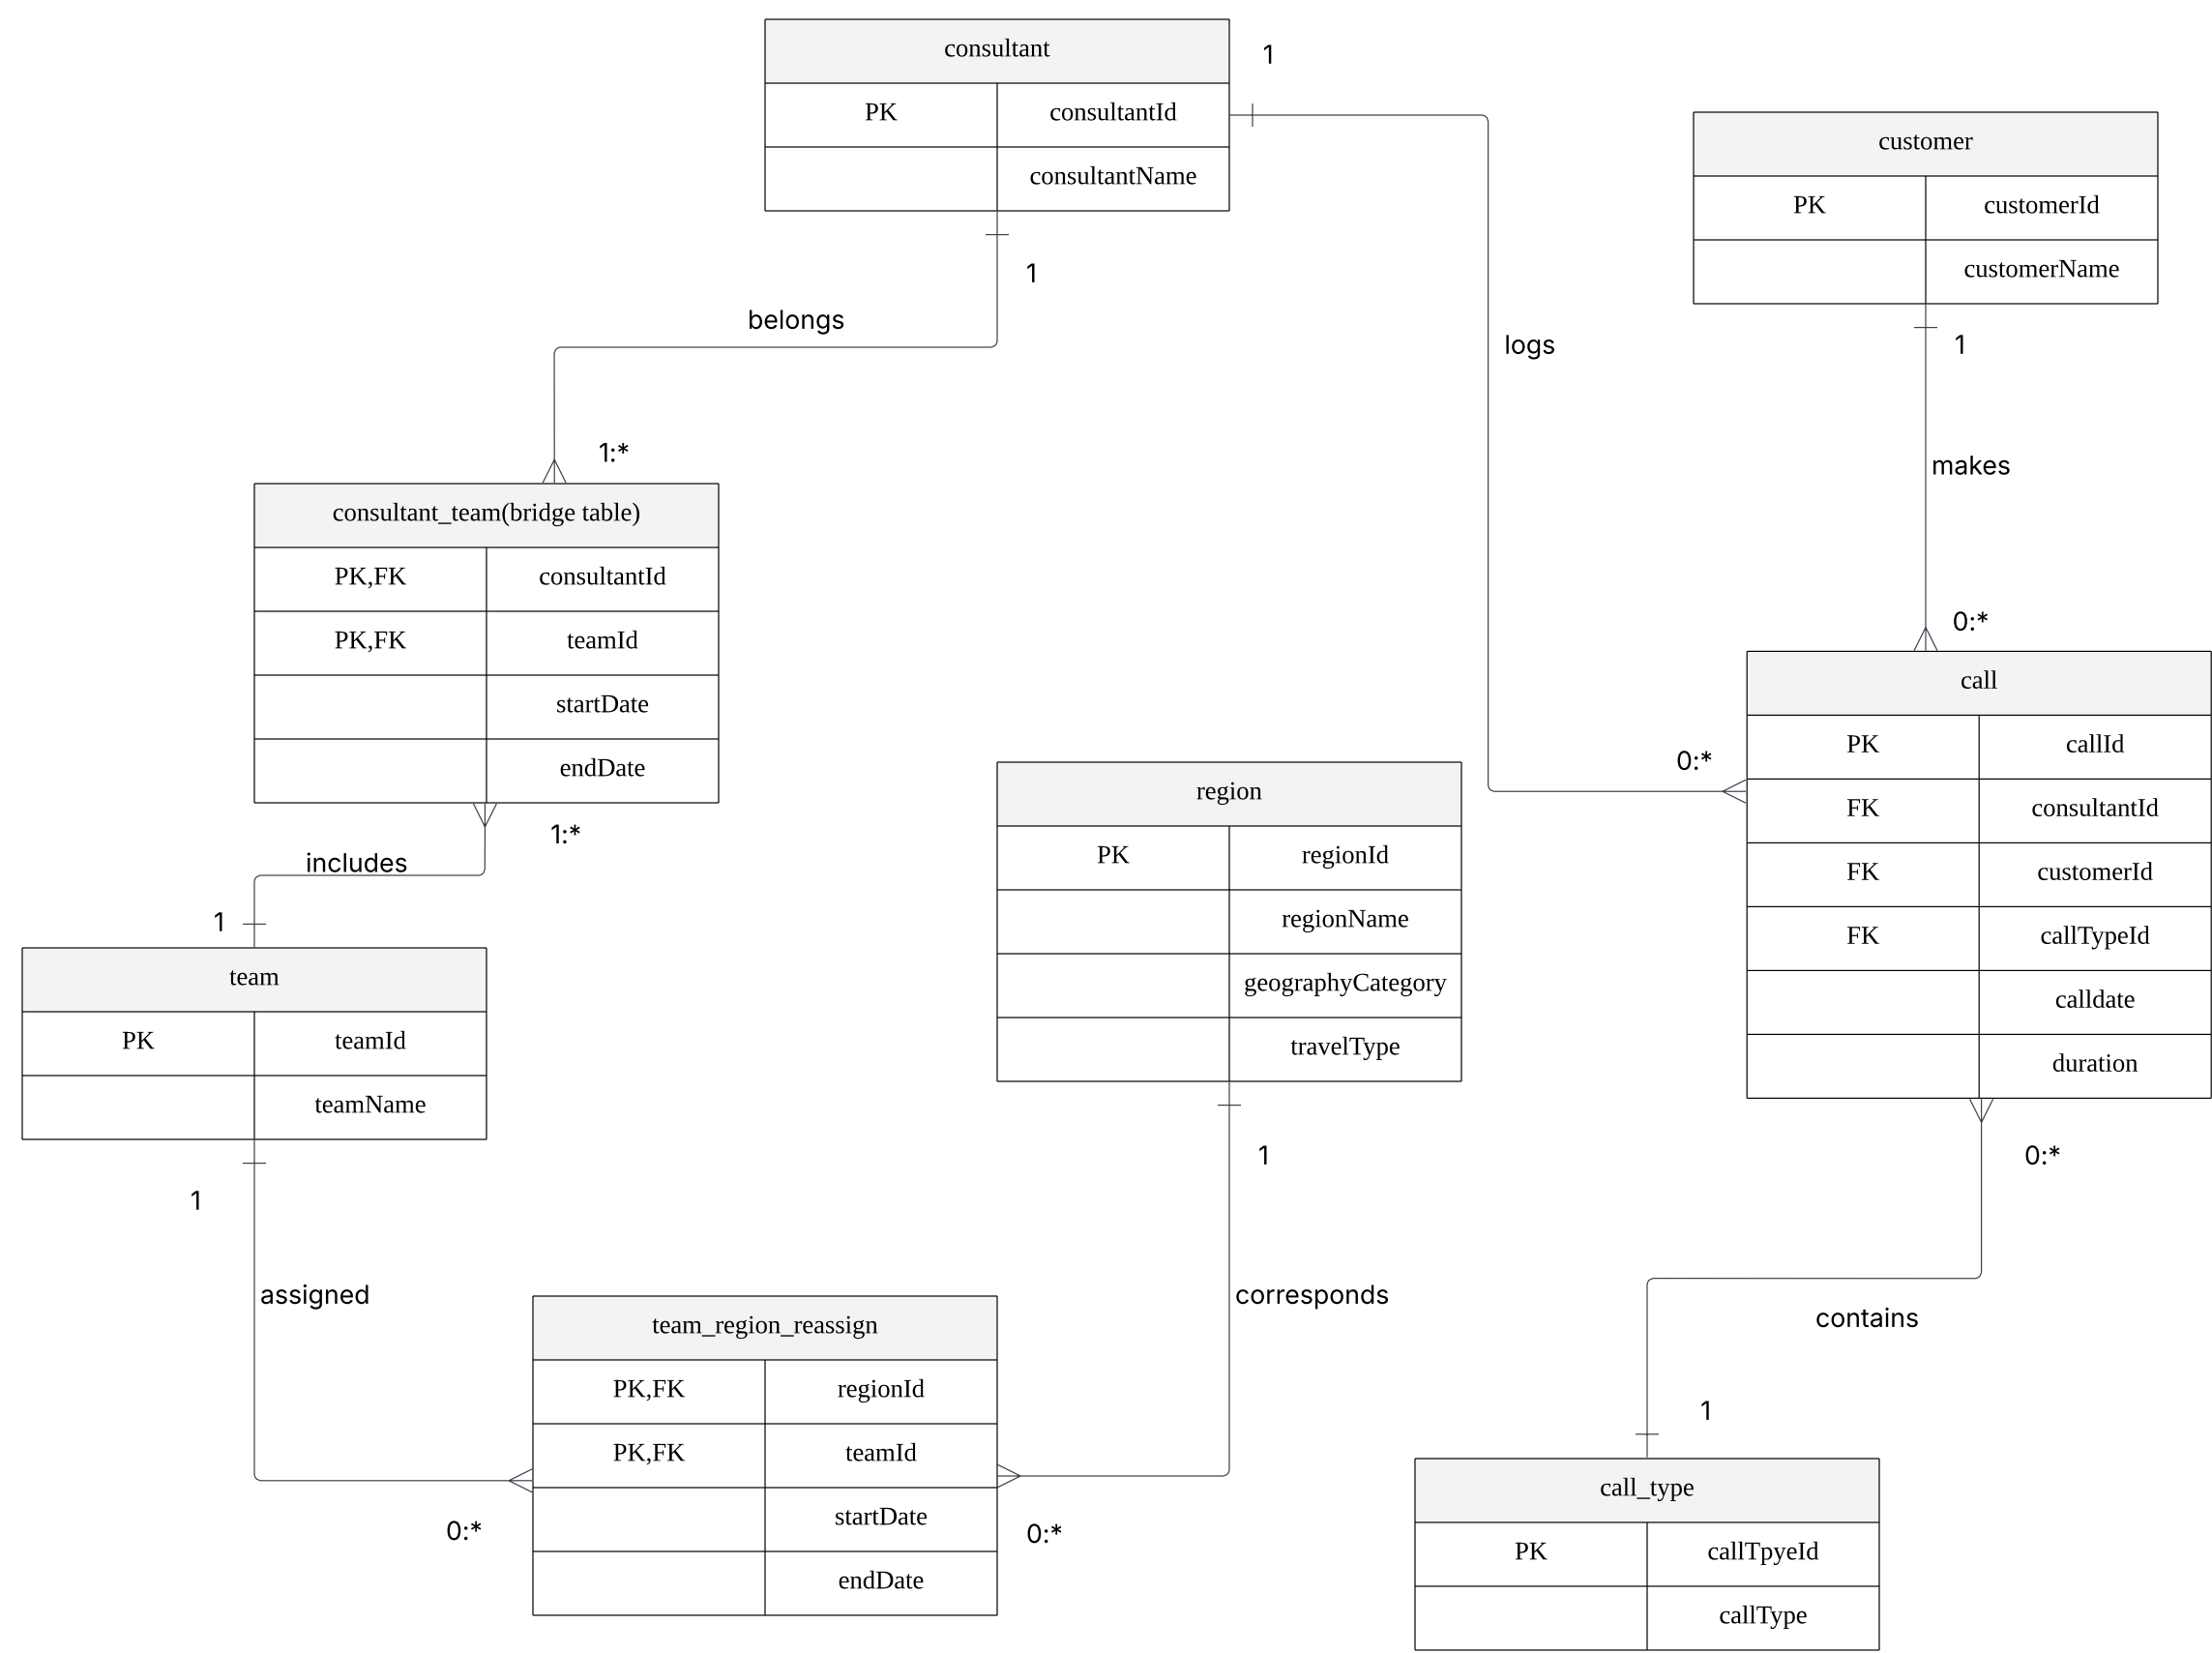 consultant
PK consultantId
consultantName
1
1
belongs
1:*
logs
customer
PK customerId
customerName
1
makes
0:*
0:*
consultant_team(bridge table)
PK,FK consultantId
PK,FK teamId
startDate
endDate
1:*
includes
1
team
PK teamId
teamName
1
assigned
0:*
region
PK regionId
regionName
geographyCategory
travelType
1
corresponds
0:*
team_region_reassign
PK,FK regionId
PK,FK teamId
startDate
endDate
call
PK callId
FK consultantId
FK customerId
FK callTypeId
calldate
duration
0:*
contains
1
call_type
PK callTpyeId
callType